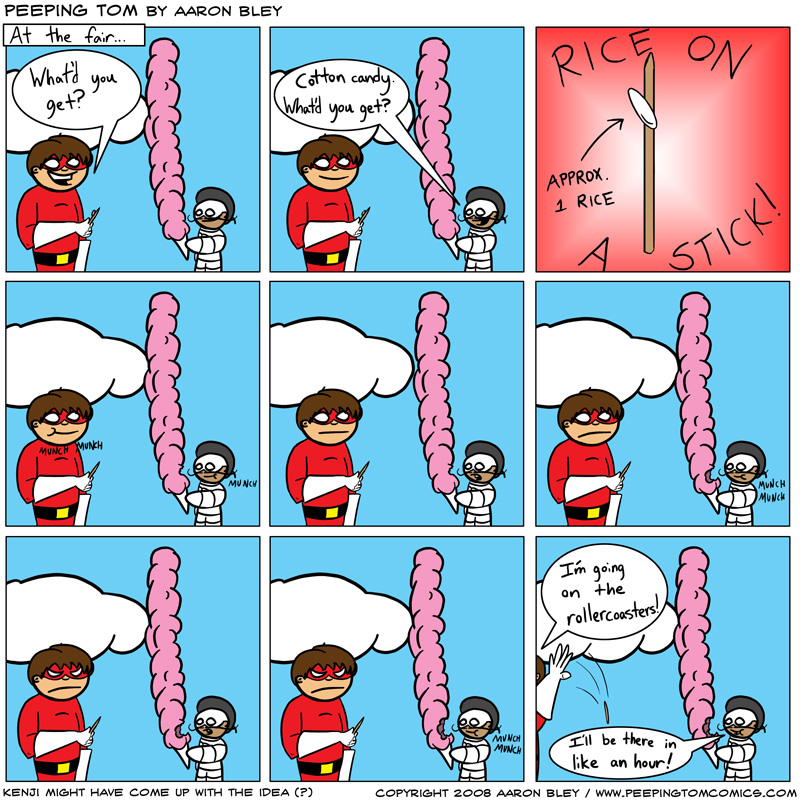 PEEPING TOM BY AARON BLEY
At the fair...
What'd you
get?
Cotton candy.
What'd you get?
RICE ON
APPROX.
1 RICE
A STICK!
MUNCH MUNCH
MUNCH
MUNCH
MUNCH
MUNCH
MUNCH
I'm going
on the
rollercoasters!
I'll be there in
like an hour!
KENJI MIGHT HAVE COME UP WITH THE IDEA (?)
COPYRIGHT 2008 AARON BLEY / WWW.PEEPINGTOMCOMICS.COM